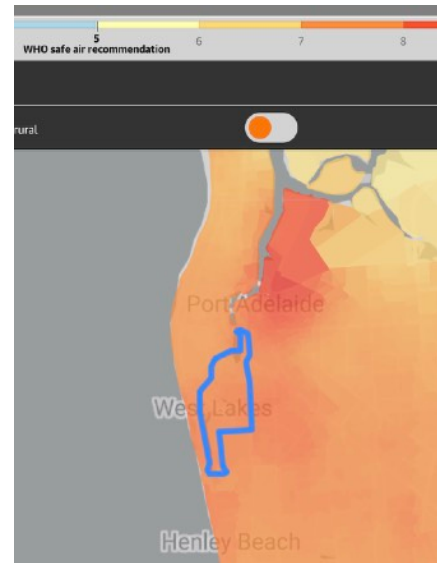 5 6 7 8
WHO safe air recommendation
rural
Port Adelaide
West Lakes
Henley Beach